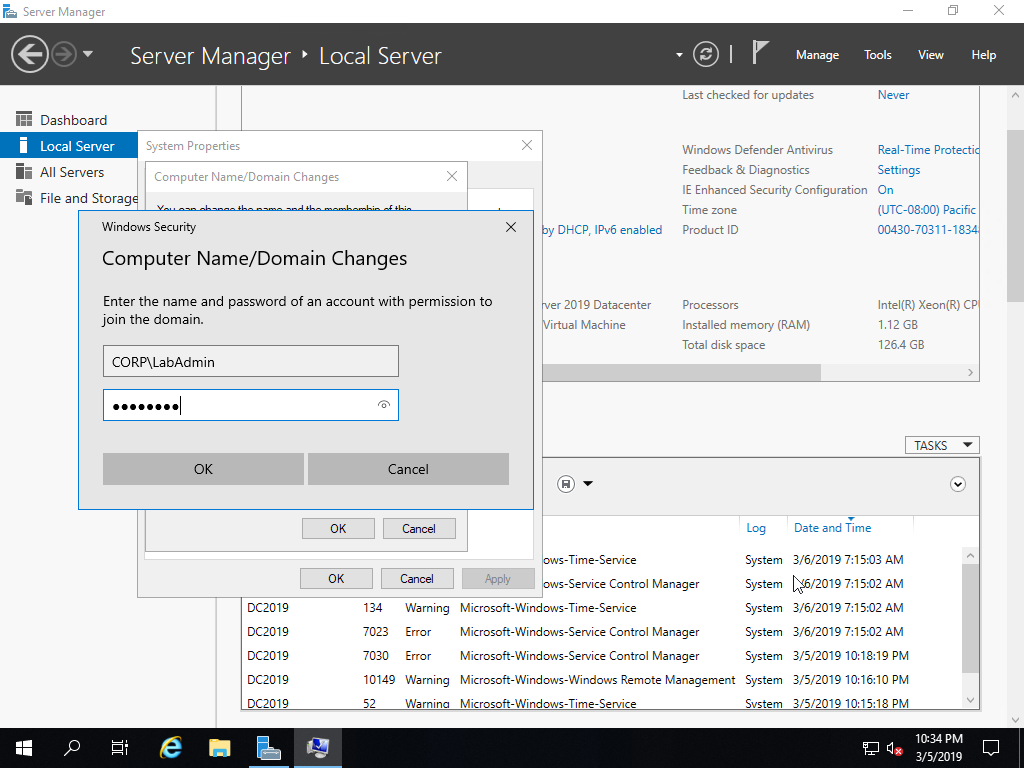 Server Manager
Server Manager ‣ Local Server
Manage Tools View Help
Dashboard
Local Server
All Servers
File and Storage
Last checked for updates Never
Windows Defender Antivirus Real-Time Protectic
Feedback & Diagnostics Settings
IE Enhanced Security Configuration On
Time zone (UTC-08:00) Pacific
by DHCP, IPv6 enabled Product ID 00430-70311-1834
ver 2019 Datacenter Processors Intel(R) Xeon(R) CP
Virtual Machine Installed memory (RAM) 1.12 GB
Total disk space 126.4 GB
System Properties
Computer Name/Domain Changes
You can change the name and the membership of this
Windows Security
Computer Name/Domain Changes
Enter the name and password of an account with permission to
join the domain.
CORP\LabAdmin
●●●●●●●●
OK Cancel
OK Cancel
OK Cancel Apply
TASKS
Log Date and Time
ows-Time-Service System 3/6/2019 7:15:03 AM
ows-Service Control Manager System 3/6/2019 7:15:02 AM
DC2019 134 Warning Microsoft-Windows-Time-Service System 3/6/2019 7:15:02 AM
DC2019 7023 Error Microsoft-Windows-Service Control Manager System 3/6/2019 7:15:02 AM
DC2019 7030 Error Microsoft-Windows-Service Control Manager System 3/5/2019 10:18:19 PM
DC2019 10149 Warning Microsoft-Windows-Windows Remote Management System 3/5/2019 10:16:10 PM
DC2019 52 Warning Microsoft-Windows-Time-Service System 3/5/2019 10:15:18 PM
10:34 PM
3/5/2019